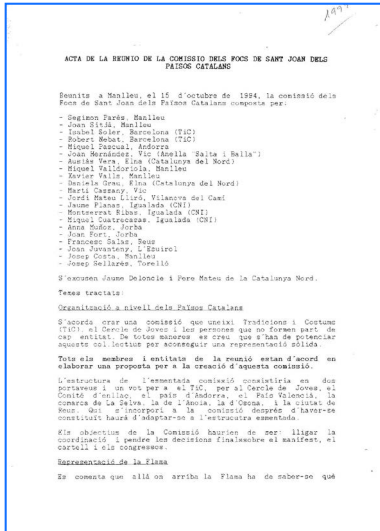 199
ACTA DE LA REUNIO DE LA COMISSIO DELS FOCS DE SANT JOAN DELS
PAISOS CATALANS
Reunits a Manlleu, el 15 d'octubre de 1994, la comissió dels
Focs de Sant Joan dels Països Catalans composta per:
- Segimon Parés, Manlleu
- Joan Sitjà, Manlleu
- Isabel Soler, Barcelona (TiC)
- Robert Nebat, Barcelona (TiC)
- Miquel Pascual, Andorra
- Joan Hernández, Vic (Anella "Salta i Balla")
- Ausiàs Vera, Elna (Catalunya del Nord)
- Miquel Valldoriola, Manlleu
- Xavier Valls, Manlleu
- Daniela Grau, Elna (Catalunya del Nord)
- Martí Cassany, Vic
- Jordi Mateu Lliró, Vilanova del Camí
- Jaume Planas, Igualada (CNI)
- Montserrat Ribas, Igualada (CNI)
- Miquel Cuatrecazas, Igualada (CNI)
- Anna Muñoz, Jorba
- Joan Fort, Jorba
- Francesc Salas, Reus
- Joan Juvanteny, L'Esquirol
- Josep Costa, Manlleu
- Josep Sellarès, Torelló
S'excusen Jaume Deloncle i Pere Mateu de la Catalunya Nord.
Temes tractats:
Organització a nivell dels Països Catalans
S'acorda crar una comissió que uneixi Tradicions i Costums
(TiC), el Cercle de Joves i les persones que no formen part de
cap entitat. De totes maneres es creu que s'han de potenciar
aquests col.lectius per aconseguir una representació sòlida.
Tots els membres i entitats de la reunió estan d'acord en
elaborar una proposta per a la creació d'aquesta comissió.
L'estructura de l'esmentada comissió consistiria en dos
portaveus i un vot per a el TiC, per al Cercle de Joves, el
Comitè d'enllaç, el país d'Andorra, el País Valencià, la
comarca de La Selva, la de l'Anoia, la d'Osona, i la ciutat de
Reus. Qui s'incorpori a la comissió després d'haver-se
constituït haurà d'adaptar-se a l'estrucutra esmentada.
Els objectius de la Comissió haurien de ser: lligar la
coordinació i pendre les decisions finalssobre el manifest, el
cartell i els congressos.
Representació de la Flama
Es comenta que allà on arriba la Flama ha de saber-se què